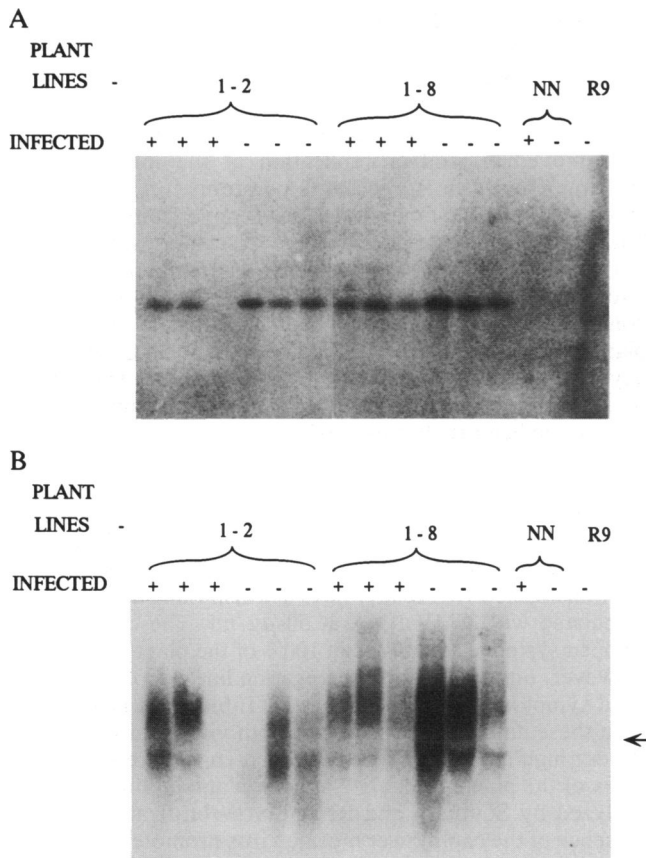 A
PLANT
LINES - 1 - 2 1 - 8 NN R9
INFECTED + + + - - - + + + - - - + - -
B
PLANT
LINES - 1 - 2 1 - 8 NN R9
INFECTED + + + - - - + + + - - - + - -